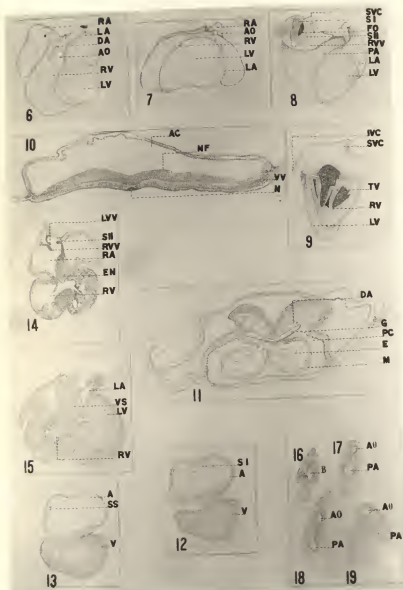 RA
LA
DA
AO
RV
LV
6
RA
AO
RV
LV
LA
7
SVC
SI
FO
SII
RVV
PA
LA
LV
8
10
AC
NF
VV
N
IVC
SVC
TV
RV
LV
9
LVV
SII
RVV
RA
EN
RV
14
DA
G
PC
E
M
11
LA
VS
LV
RV
15
SI
A
V
12
A
SS
V
13
16
B
17
AO
PA
AO
PA
18
AO
PA
19